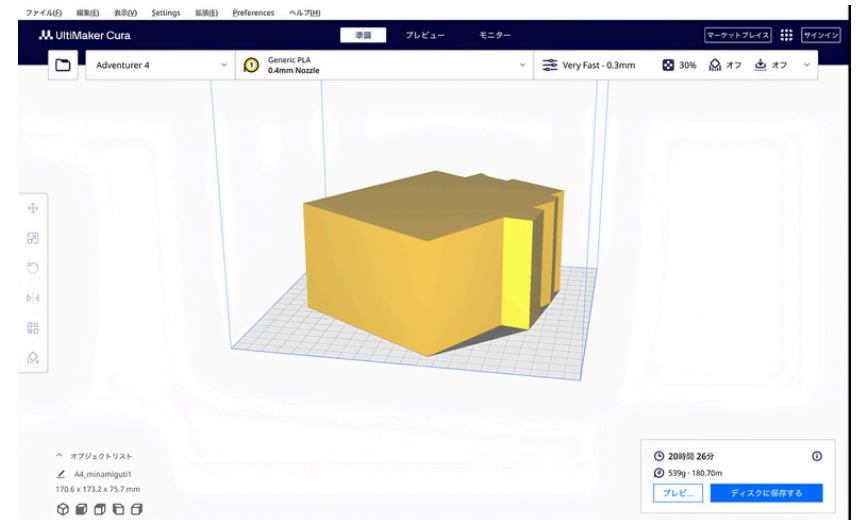 ファイル(F) 編集(E) 表示(V) Settings 拡張(E) Preferences ヘルプ(H)
UltiMaker Cura 準備 プレビュー モニター マーケットプレイス サインイン
Adventurer 4
1
Generic PLA
0.4mm Nozzle
Very Fast - 0.3mm 30% オフ オフ
オブジェクトリスト
A4_minamiguti1
170.6 x 173.2 x 75.7 mm
20時間 26分
539g · 180.70m
プレビ... ディスクに保存する